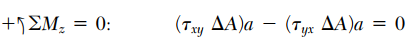 +↰ΣM_z = 0: (τ_xy ΔA)a − (τ_yx ΔA)a = 0